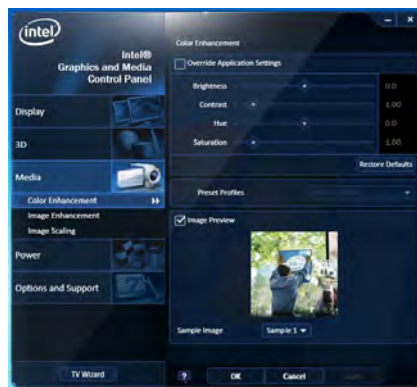 intel
Intel®
Graphics and Media
Control Panel
Display
3D
Media
Color Enhancement
Image Enhancement
Image Scaling
Power
Options and Support
TV Wizard
Color Enhancement
Override Application Settings
Brightness
0.0
Contrast
1.00
Hue
0.0
Saturation
1.00
Restore Defaults
Preset Profiles
Image Preview
Sample Image
Sample 1
?
OK
Cancel